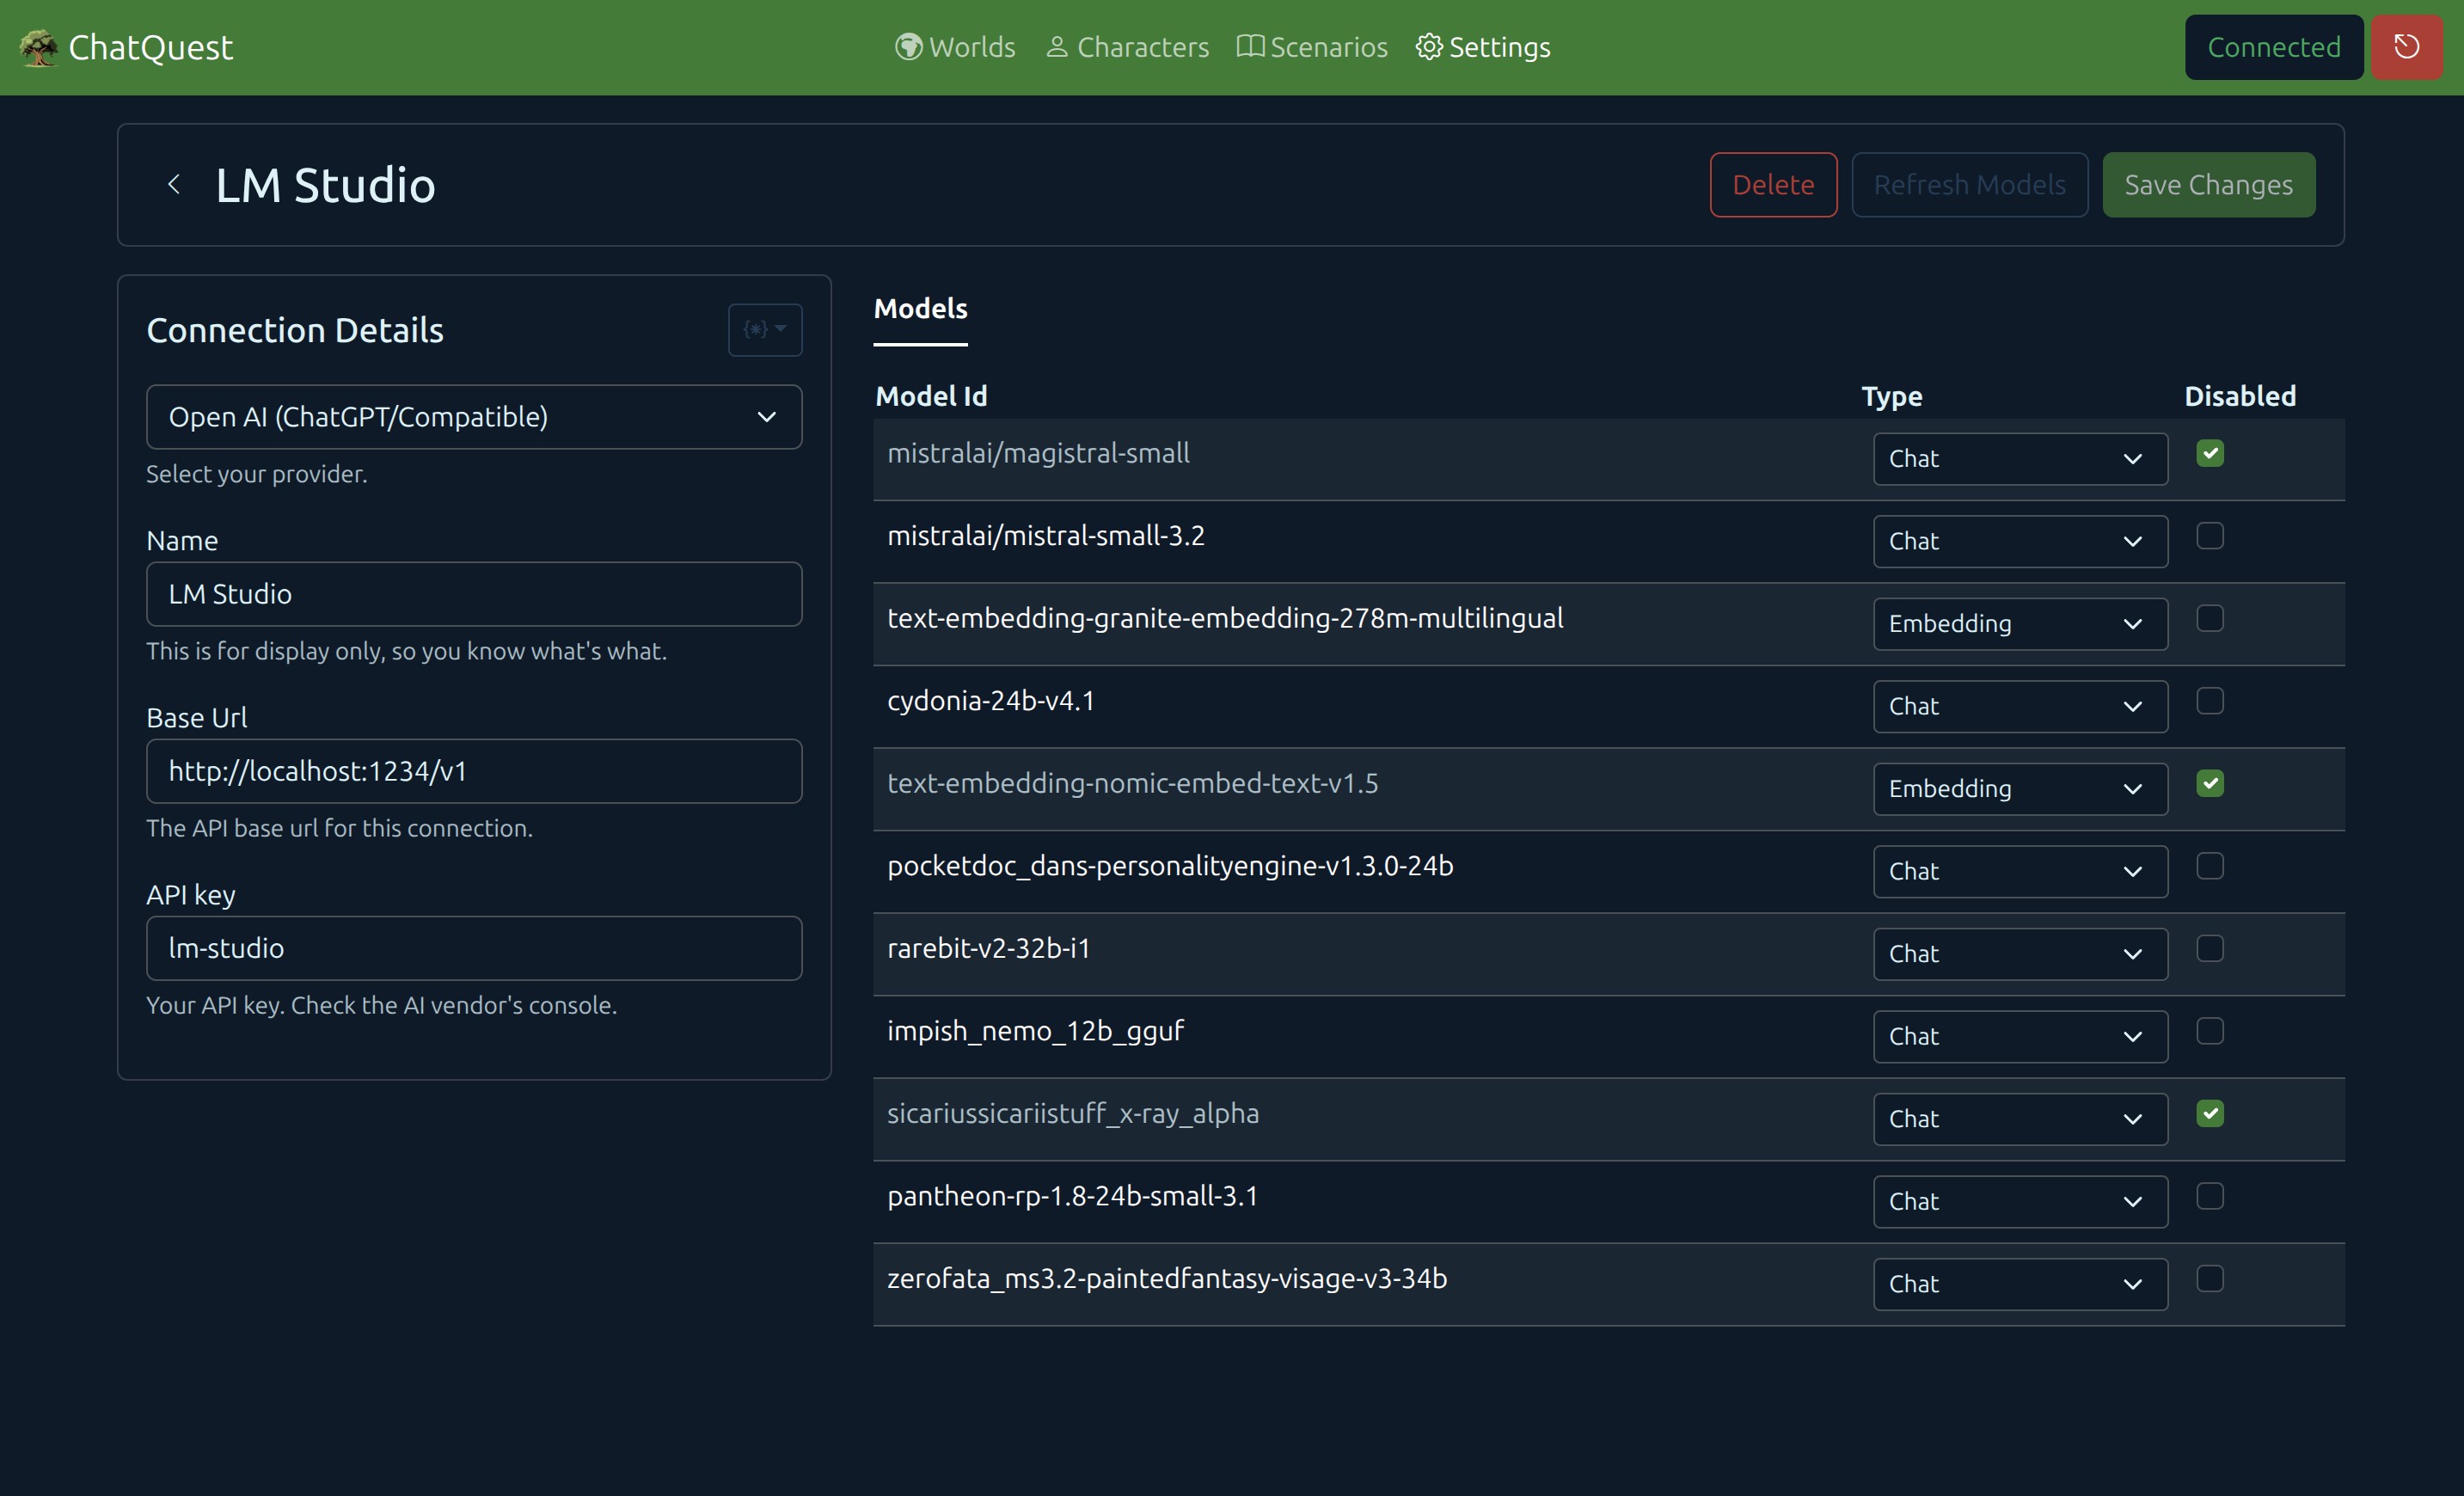 ChatQuest
Worlds
Characters
Scenarios
Settings
Connected
LM Studio
Delete
Refresh Models
Save Changes
Connection Details
{*}
Open AI (ChatGPT/Compatible)
Select your provider.
Name
LM Studio
This is for display only, so you know what's what.
Base Url
http://localhost:1234/v1
The API base url for this connection.
API key
lm-studio
Your API key. Check the AI vendor's console.
Models
Model Id Type Disabled
mistralai/magistral-small Chat
mistralai/mistral-small-3.2 Chat
text-embedding-granite-embedding-278m-multilingual Embedding
cydonia-24b-v4.1 Chat
text-embedding-nomic-embed-text-v1.5 Embedding
pocketdoc_dans-personalityengine-v1.3.0-24b Chat
rarebit-v2-32b-i1 Chat
impish_nemo_12b_gguf Chat
sicariussicariistuff_x-ray_alpha Chat
pantheon-rp-1.8-24b-small-3.1 Chat
zerofata_ms3.2-paintedfantasy-visage-v3-34b Chat